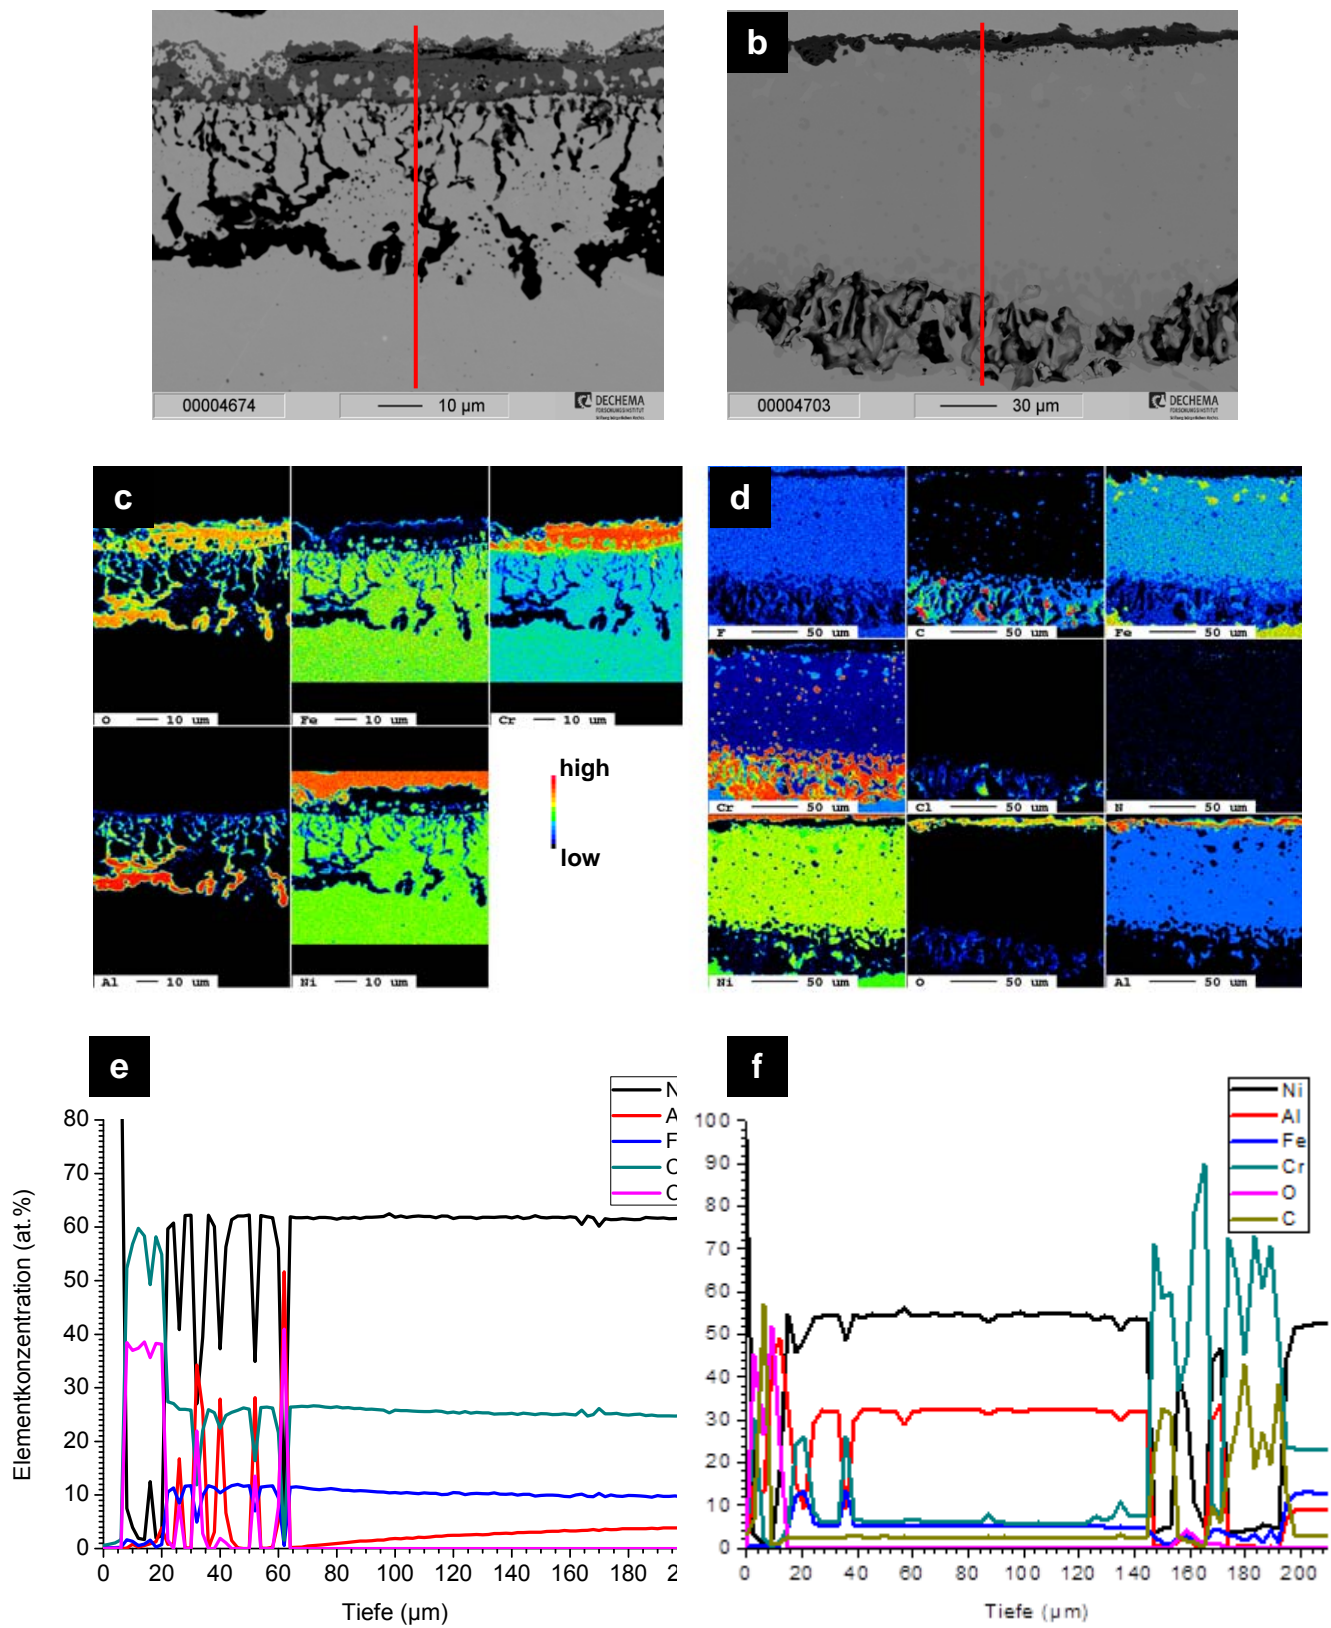 b
00004674
10 µm
DECHEMA
FORSCHUNGSINSTITUT
00004703
30 µm
DECHEMA
FORSCHUNGSINSTITUT
c
O 10 um
Fe 10 um
Cr 10 um
Al 10 um
Ni 10 um
high
low
d
F 50 um
C 50 um
Fe 50 um
Cr 50 um
Cl 50 um
N 50 um
Ni 50 um
O 50 um
Al 50 um
e
N
A
F
C
C
80
70
60
50
40
30
20
10
0
0 20 40 60 80 100 120 140 160 180 2
Elementkonzentration (at.%)
Tiefe (µm)
f
Ni
Al
Fe
Cr
O
C
100
90
80
70
60
50
40
30
20
10
0
0 20 40 60 80 100 120 140 160 180 200
Tiefe (µm)